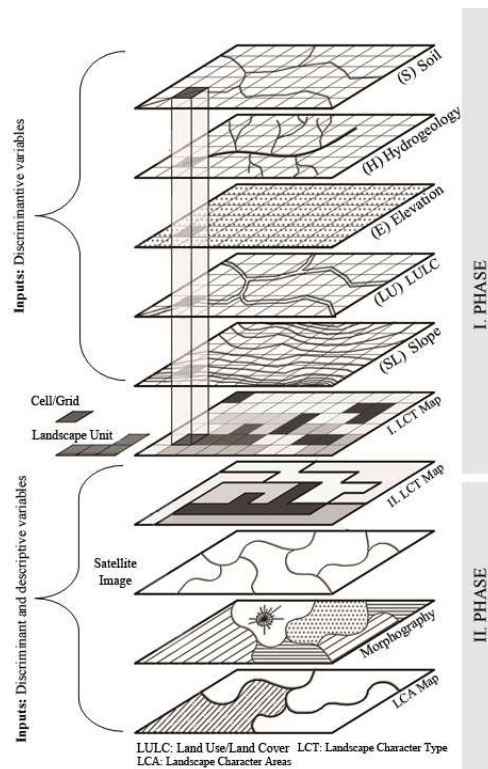 (S) Soil
(H) Hydrogeology
(E) Elevation
(LU) LULC
(SL) Slope
Inputs: Discriminantive variables
I. PHASE
Cell/Grid
Landscape Unit
I. LCT Map
II. LCT Map
Satellite
Image
Morphography
LCA Map
Inputs: Discriminant and descriptive variables
II. PHASE
LULC: Land Use/Land Cover LCT: Landscape Character Type
LCA: Landscape Character Areas